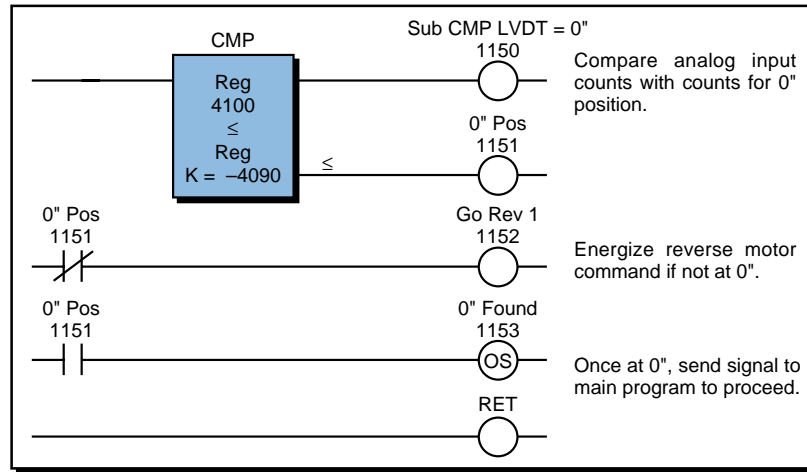 CMP
Reg
4100
≤
Reg
K = –4090
≤
Sub CMP LVDT = 0"
1150
Compare analog input
counts with counts for 0"
position.
0" Pos
1151
0" Pos
1151
Go Rev 1
1152
Energize reverse motor
command if not at 0".
0" Pos
1151
0" Found
1153
OS
Once at 0", send signal to
main program to proceed.
RET